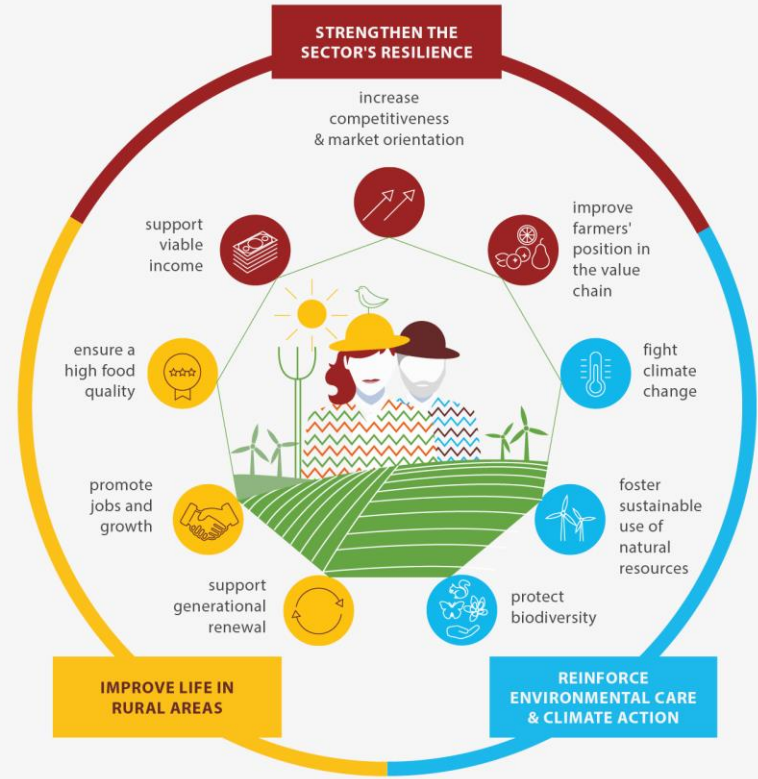 STRENGTHEN THE
SECTOR'S RESILIENCE
increase
competitiveness
& market orientation
support
viable
income
improve
farmers'
position in
the value
chain
ensure a
high food
quality
fight
climate
change
promote
jobs and
growth
foster
sustainable
use of
natural
resources
support
generational
renewal
protect
biodiversity
IMPROVE LIFE IN
RURAL AREAS
REINFORCE
ENVIRONMENTAL CARE
& CLIMATE ACTION